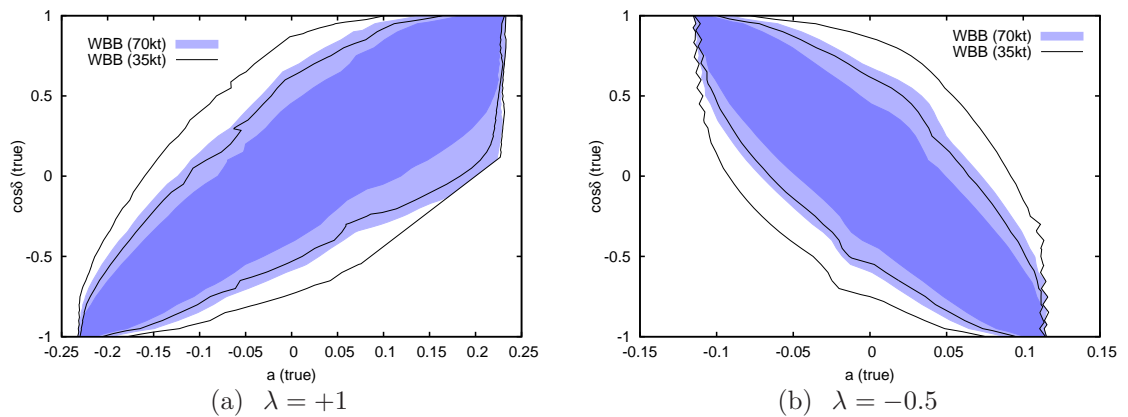 WBB (70kt)
WBB (35kt)
1
0.5
0
-0.5
-1
cosδ (true)
-0.25 -0.2 -0.15 -0.1 -0.05 0 0.05 0.1 0.15 0.2 0.25
a (true)
(a) λ = +1
WBB (70kt)
WBB (35kt)
1
0.5
0
-0.5
-1
cosδ (true)
-0.15 -0.1 -0.05 0 0.05 0.1 0.15
a (true)
(b) λ = −0.5